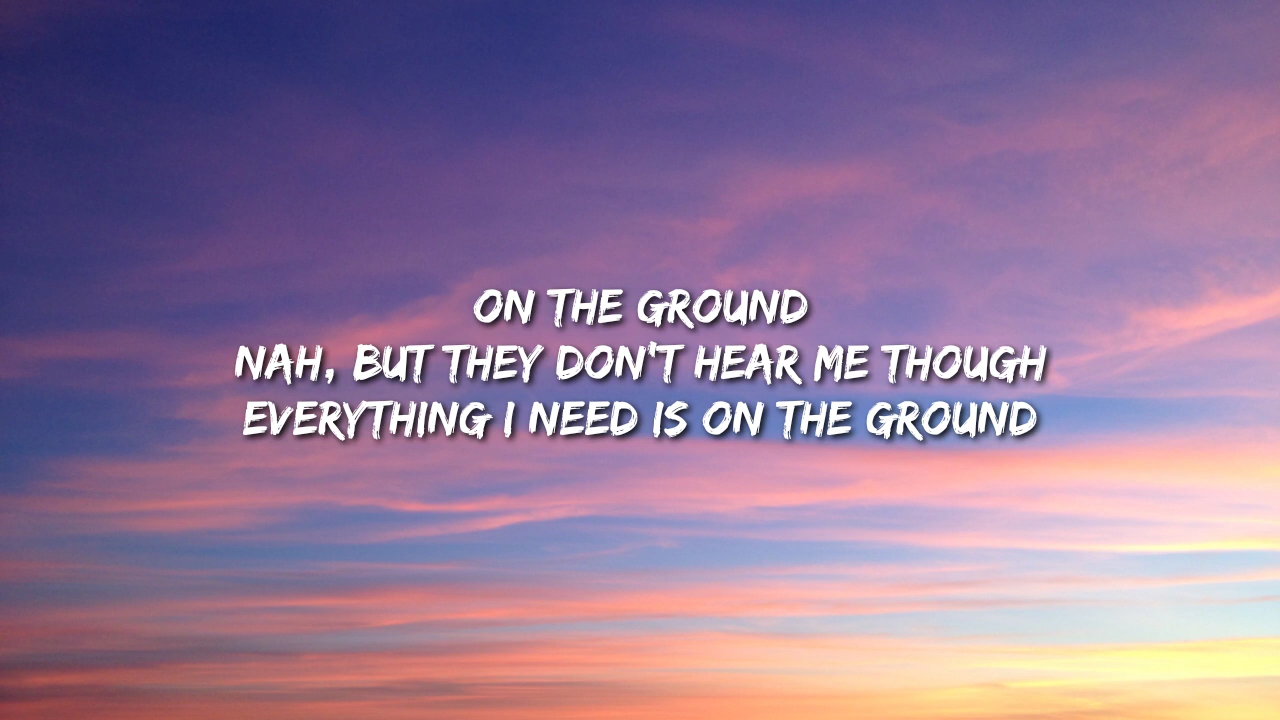 ON THE GROUND
NAH, BUT THEY DON'T HEAR ME THOUGH
EVERYTHING I NEED IS ON THE GROUND